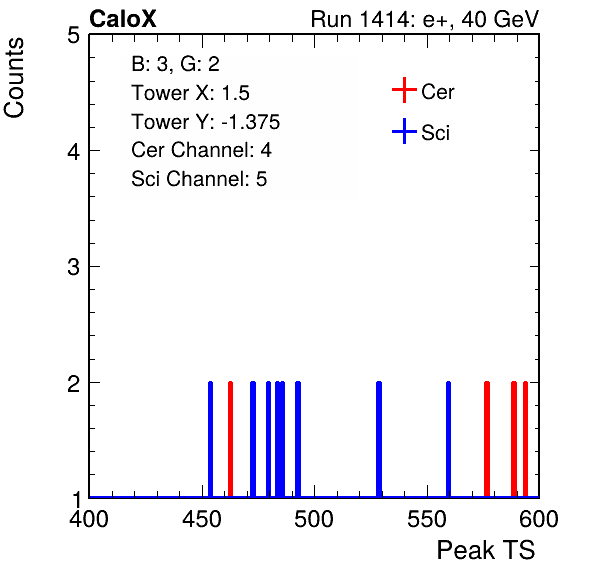 CaloX Run 1414: e+, 40 GeV
Counts
B: 3, G: 2
Tower X: 1.5
Tower Y: -1.375
Cer Channel: 4
Sci Channel: 5
Cer
Sci
5
4
3
2
1
400 450 500 550 600
Peak TS